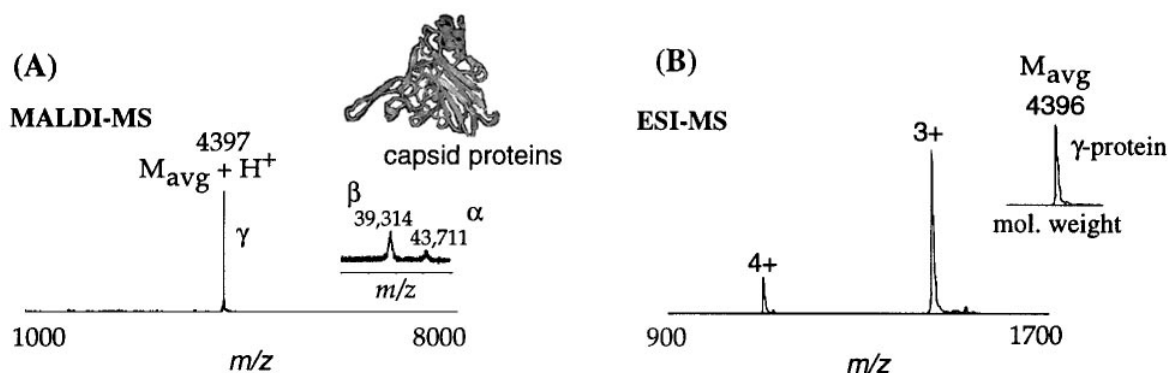 (A)
MALDI-MS
4397
Mavg + H+
γ
capsid proteins
β
39,314
α
43,711
m/z
1000
8000
m/z
(B)
ESI-MS
Mavg
4396
3+
γ-protein
mol. weight
4+
900
1700
m/z